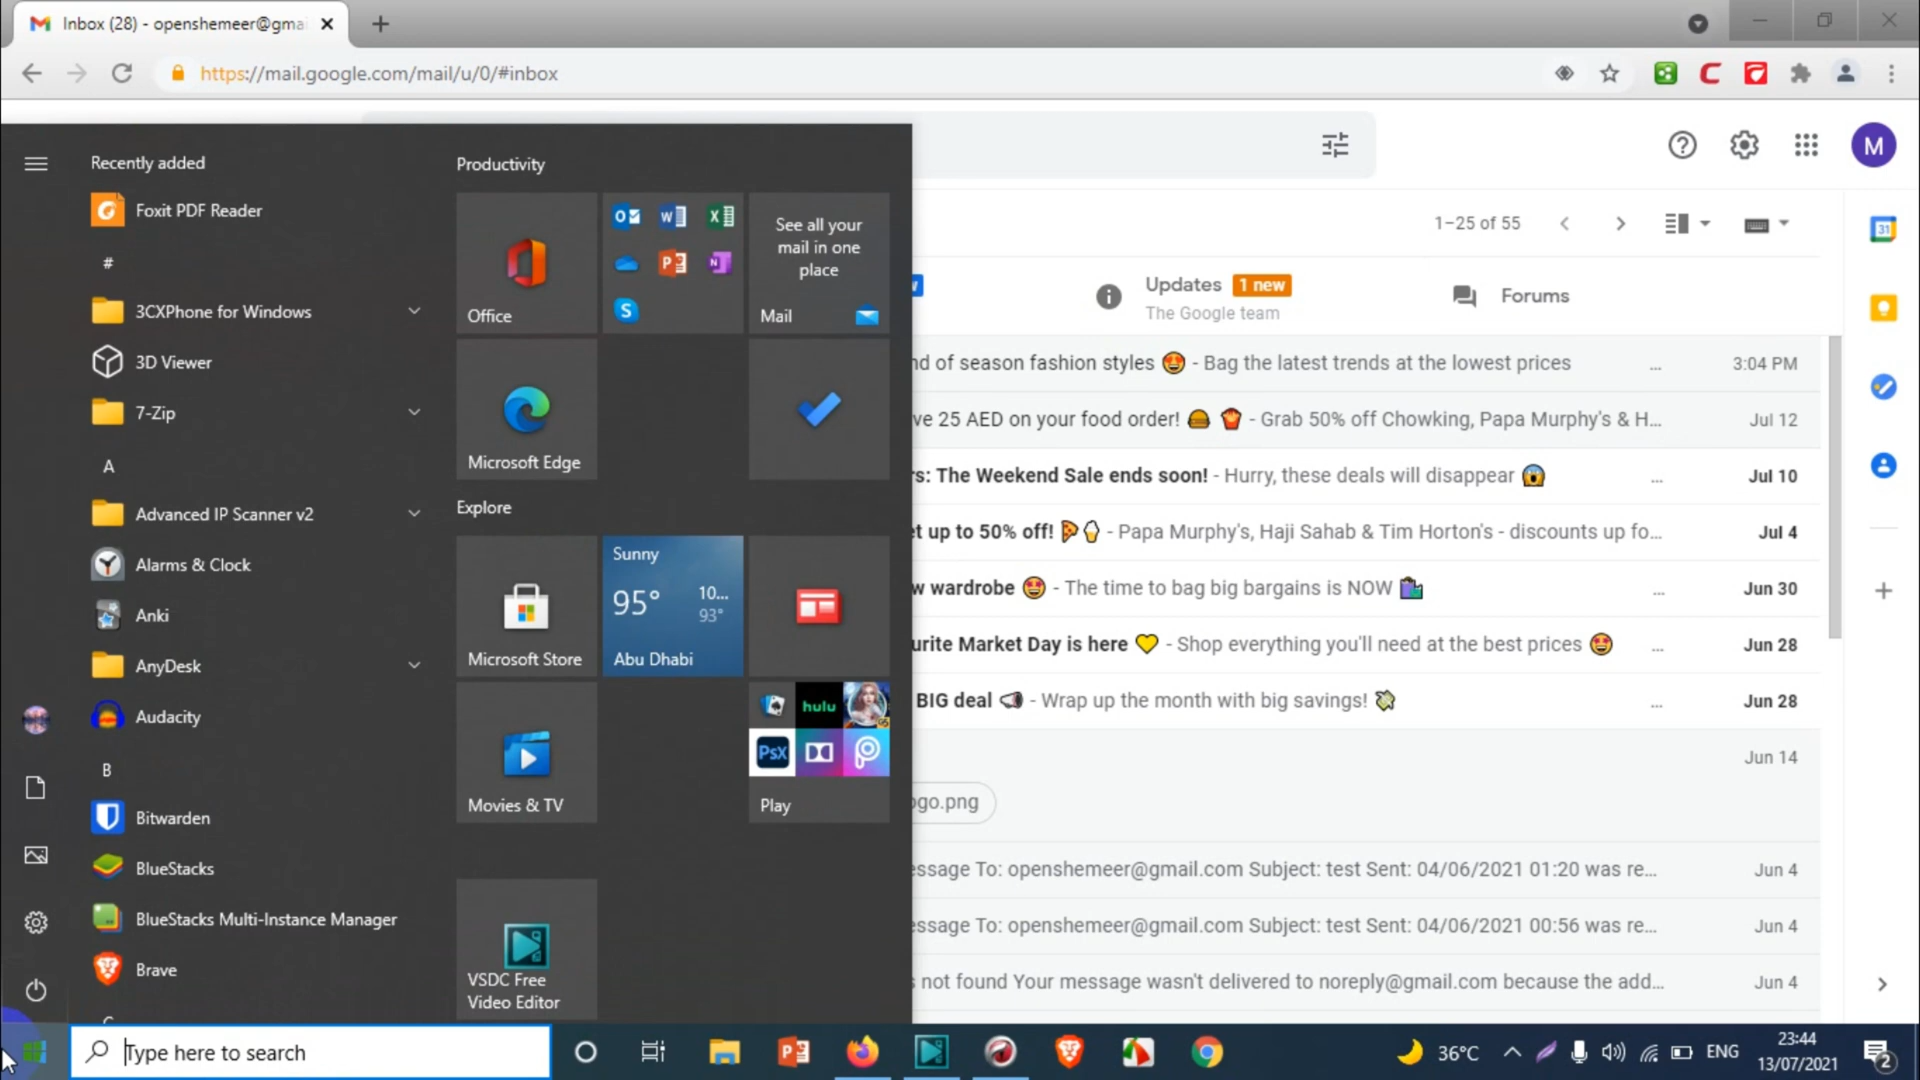 Inbox (28) - openshemeer@gma
https://mail.google.com/mail/u/0/#inbox
M
Recently added
Foxit PDF Reader
#
3CXPhone for Windows
3D Viewer
7-Zip
A
Advanced IP Scanner v2
Alarms & Clock
Anki
AnyDesk
Audacity
B
Bitwarden
BlueStacks
BlueStacks Multi-Instance Manager
Brave
Productivity
Office
See all your
mail in one
place
Mail
Microsoft Edge
Explore
Microsoft Store
Sunny
95° 10...
93°
Abu Dhabi
Movies & TV
hulu
PsX
Play
VSDC Free
Video Editor
1–25 of 55
Updates 1 new
The Google team
Forums
nd of season fashion styles 🤩 - Bag the latest trends at the lowest prices ... 3:04 PM
ve 25 AED on your food order! 🍔 🍟 - Grab 50% off Chowking, Papa Murphy's & H... Jul 12
rs: The Weekend Sale ends soon! - Hurry, these deals will disappear 😱 ... Jul 10
et up to 50% off! 🍕🍦 - Papa Murphy's, Haji Sahab & Tim Horton's - discounts up fo... Jul 4
w wardrobe 🤩 - The time to bag big bargains is NOW 🛍 ... Jun 30
urite Market Day is here 💛 - Shop everything you'll need at the best prices 🤩 ... Jun 28
BIG deal 📢 - Wrap up the month with big savings! 💸 ... Jun 28
Jun 14
ogo.png
essage To: openshemeer@gmail.com Subject: test Sent: 04/06/2021 01:20 was re... Jun 4
essage To: openshemeer@gmail.com Subject: test Sent: 04/06/2021 00:56 was re... Jun 4
s not found Your message wasn't delivered to noreply@gmail.com because the add... Jun 4
31
Type here to search
36°C
ENG
23:44
13/07/2021
2